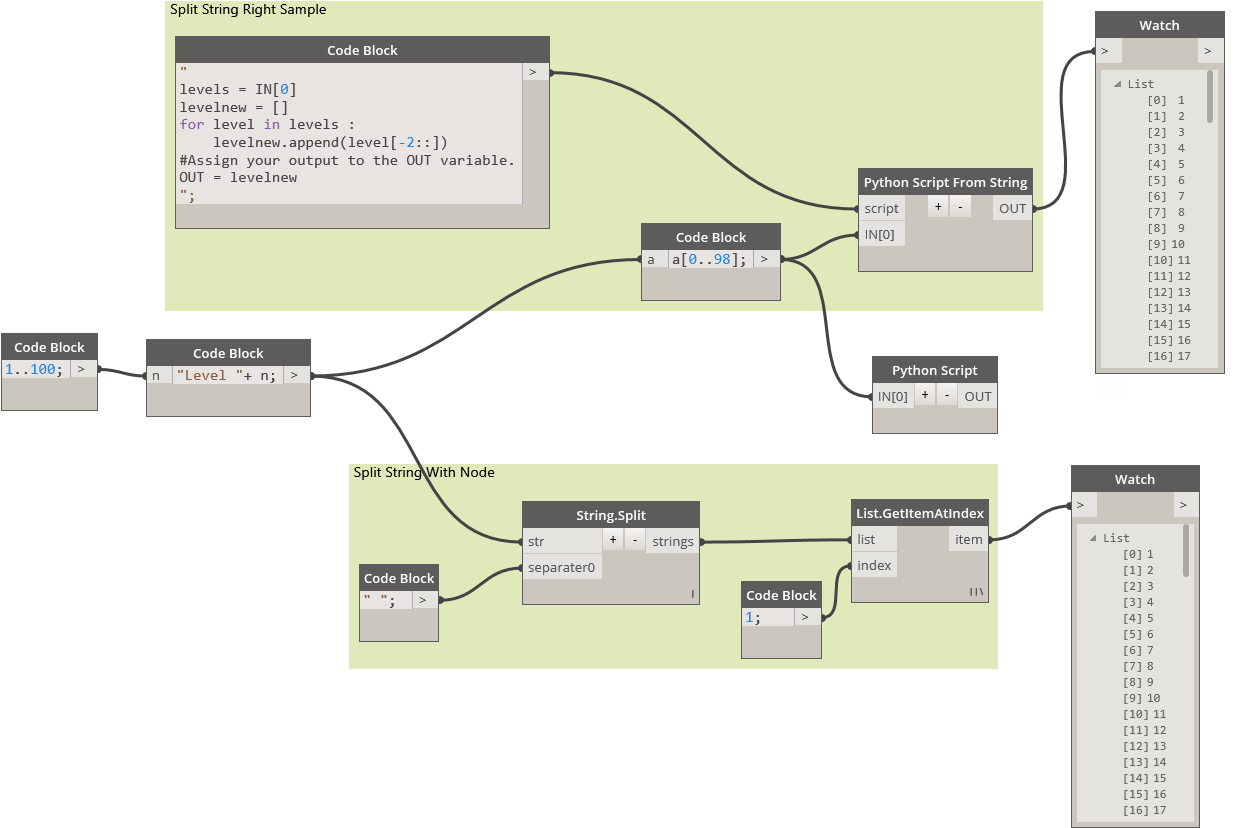 Split String Right Sample
Code Block
"
>
levels = IN[0]
levelnew = []
for level in levels :
    levelnew.append(level[-2::])
#Assign your output to the OUT variable.
OUT = levelnew
";
Code Block
a
a[0..98];
>
Python Script From String
script
+
-
OUT
IN[0]
Watch
>
>
List
[0] 1
[1] 2
[2] 3
[3] 4
[4] 5
[5] 6
[6] 7
[7] 8
[8] 9
[9] 10
[10] 11
[11] 12
[12] 13
[13] 14
[14] 15
[15] 16
[16] 17
Code Block
1..100;
>
Code Block
n
"Level "+ n;
>
Python Script
IN[0]
+
-
OUT
Split String With Node
String.Split
str
+
-
strings
separater0
Code Block
" ";
>
List.GetItemAtIndex
list
item
index
Code Block
1;
>
Watch
>
>
List
[0] 1
[1] 2
[2] 3
[3] 4
[4] 5
[5] 6
[6] 7
[7] 8
[8] 9
[9] 10
[10] 11
[11] 12
[12] 13
[13] 14
[14] 15
[15] 16
[16] 17